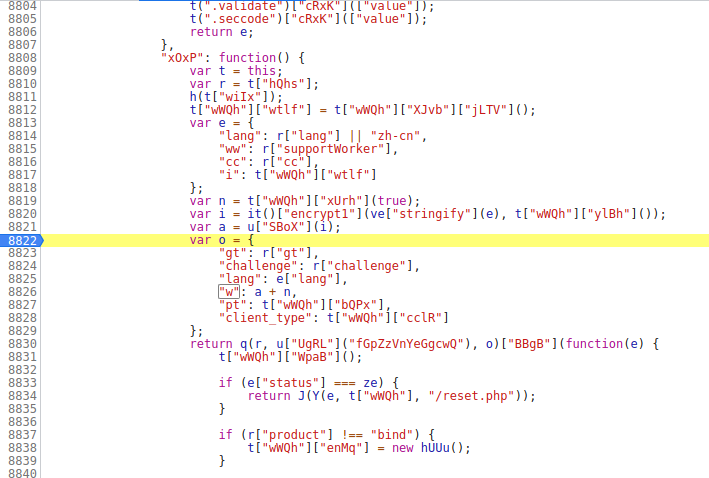 8804 t(".validate")["cRxK"](["value"]);
8805 t(".seccode")["cRxK"](["value"]);
8806 return e;
8807 },
8808 "xOxP": function() {
8809 var t = this;
8810 var r = t["hQhs"];
8811 h(t["wiIx"]);
8812 t["wWQh"]["wtlf"] = t["wWQh"]["XJvb"]["jLTV"]();
8813 var e = {
8814 "lang": r["lang"] || "zh-cn",
8815 "ww": r["supportWorker"],
8816 "cc": r["cc"],
8817 "i": t["wWQh"]["wtlf"]
8818 };
8819 var n = t["wWQh"]["xUrh"](true);
8820 var i = it()["encrypt1"](ve["stringify"](e), t["wWQh"]["ylBh"]());
8821 var a = u["SBoX"](i);
8822 var o = {
8823 "gt": r["gt"],
8824 "challenge": r["challenge"],
8825 "lang": e["lang"],
8826 "w": a + n,
8827 "pt": t["wWQh"]["bQPx"],
8828 "client_type": t["wWQh"]["cclR"]
8829 };
8830 return q(r, u["UgRL"]("fGpZzVnYeGgcwQ"), o)["BBgB"](function(e) {
8831 t["wWQh"]["WpaB"]();
8832
8833 if (e["status"] === ze) {
8834 return J(Y(e, t["wWQh"], "/reset.php"));
8835 }
8836
8837 if (r["product"] !== "bind") {
8838 t["wWQh"]["enMq"] = new hUUu();
8839 }
8840